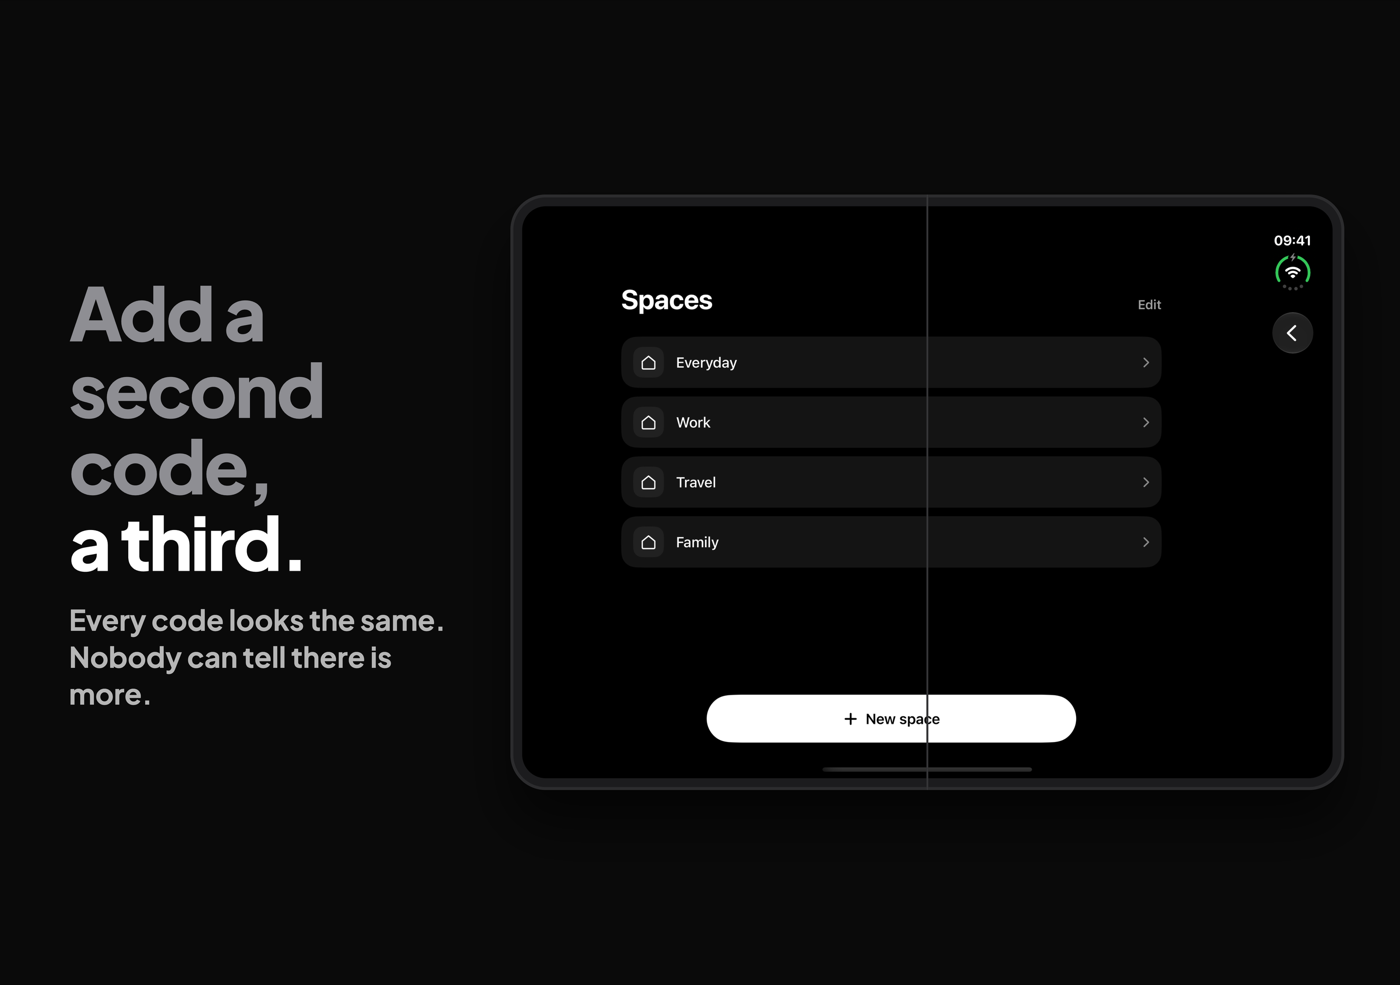 Add a
second
code,
a third.
Every code looks the same.
Nobody can tell there is
more.
09:41
Spaces
Edit
Everyday
Work
Travel
Family
+ New space